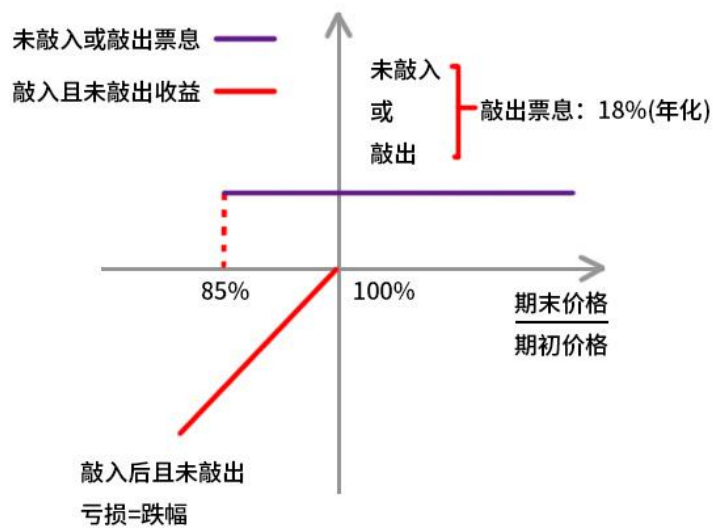 未敲入或敲出票息
敲入且未敲出收益
未敲入
或
敲出
敲出票息：18%(年化)
85%
100%
期末价格
期初价格
敲入后且未敲出
亏损=跌幅